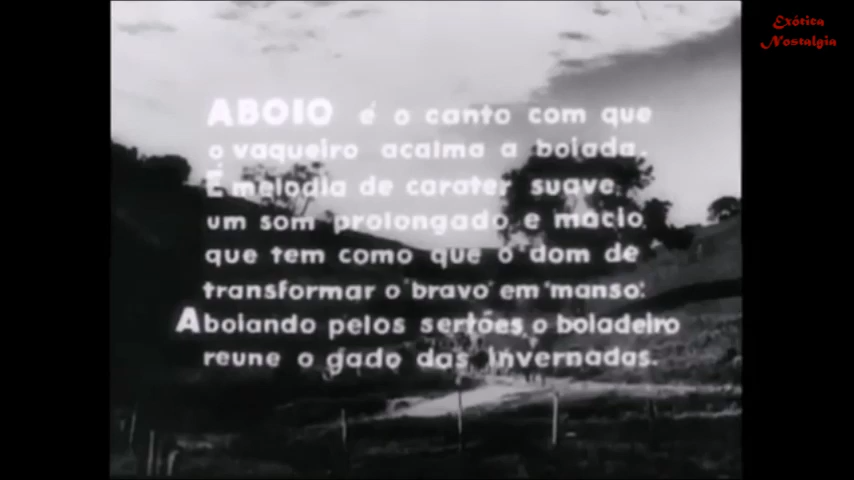 Exótica
Nostalgia
ABOIO é o canto com que
o vaqueiro acalma a boiada.
É melodia de carater suave,
um som prolongado e macio
que tem como que o dom de
transformar o "bravo" em "manso".
Aboiando pelos sertões o boiadeiro
reune o gado das invernadas.